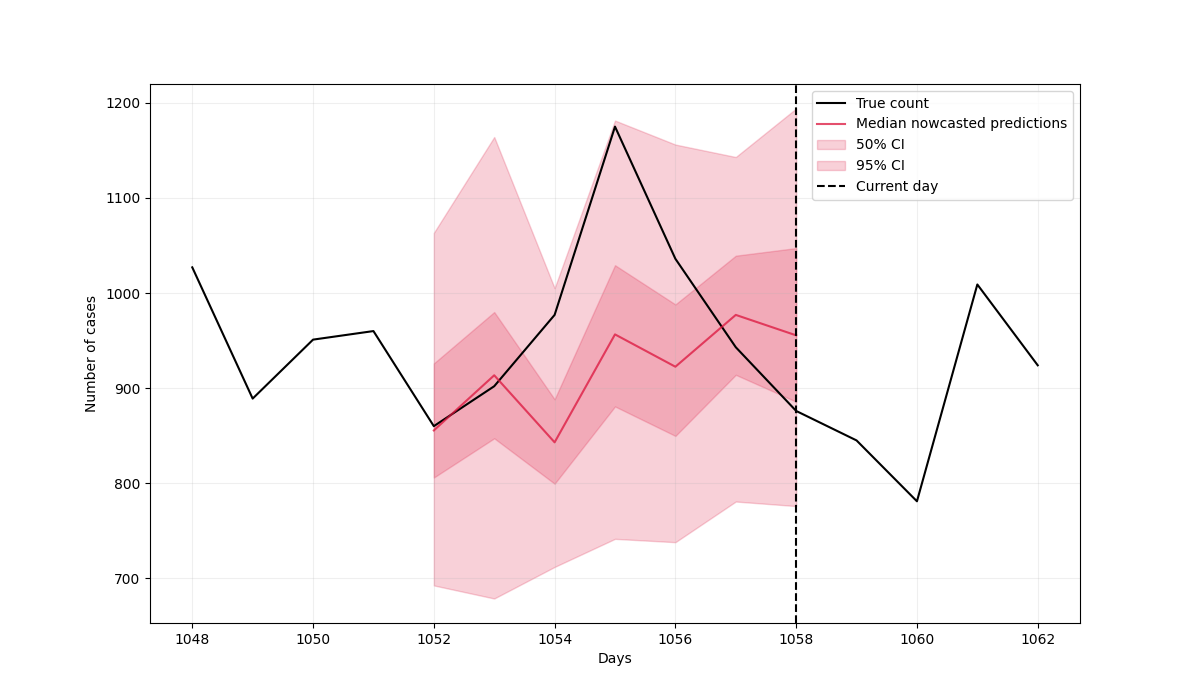 1200
1100
1000
900
800
700
Number of cases
1048 1050 1052 1054 1056 1058 1060 1062
Days
True count
Median nowcasted predictions
50% CI
95% CI
Current day